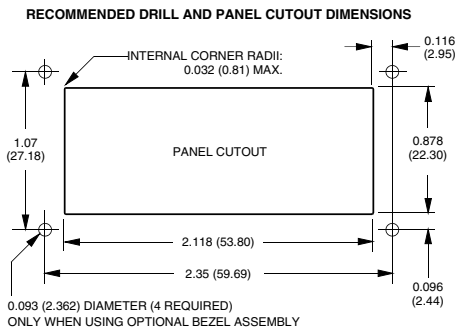 RECOMMENDED DRILL AND PANEL CUTOUT DIMENSIONS
INTERNAL CORNER RADII:
0.032 (0.81) MAX.
0.116
(2.95)
1.07
(27.18)
PANEL CUTOUT
0.878
(22.30)
2.118 (53.80)
2.35 (59.69)
0.096
(2.44)
0.093 (2.362) DIAMETER (4 REQUIRED)
ONLY WHEN USING OPTIONAL BEZEL ASSEMBLY